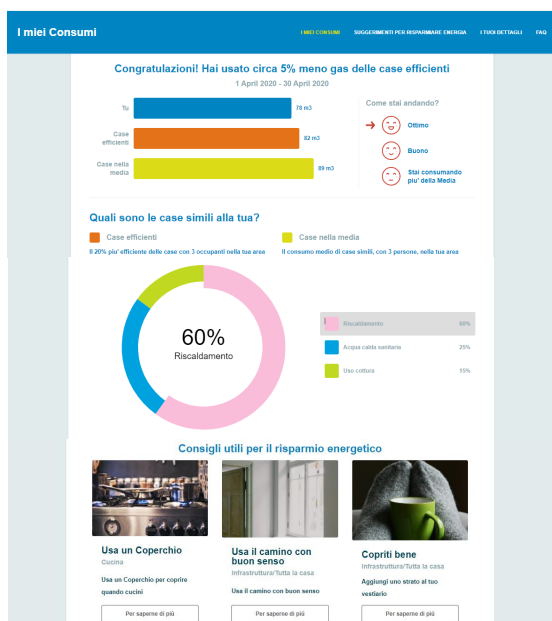 I miei Consumi
I MIEI CONSUMI
SUGGERIMENTI PER RISPARMIARE ENERGIA
I TUOI DETTAGLI
FAQ
Congratulazioni! Hai usato circa 5% meno gas delle case efficienti
1 April 2020 - 30 April 2020
Tu
78 m3
Case
efficienti
82 m3
Case nella
media
89 m3
Come stai andando?
Ottimo
Buono
Stai consumando
piu' della Media
Quali sono le case simili alla tua?
Case efficienti
Il 20% piu' efficiente delle case con 3 occupanti nella tua area
Case nella media
Il consumo medio di case simili, con 3 persone, nella tua area
60%
Riscaldamento
Riscaldamento 60%
Acqua calda sanitaria 25%
Uso cottura 15%
Consigli utili per il risparmio energetico
Usa un Coperchio
Cucina
Usa un Coperchio per coprire
quando cucini
Per saperne di più
Usa il camino con
buon senso
Infrastruttura/Tutta la casa
Usa il camino con buon senso
Per saperne di più
Copriti bene
Infrastruttura/Tutta la casa
Aggiungi uno strato al tuo
vestiario
Per saperne di più